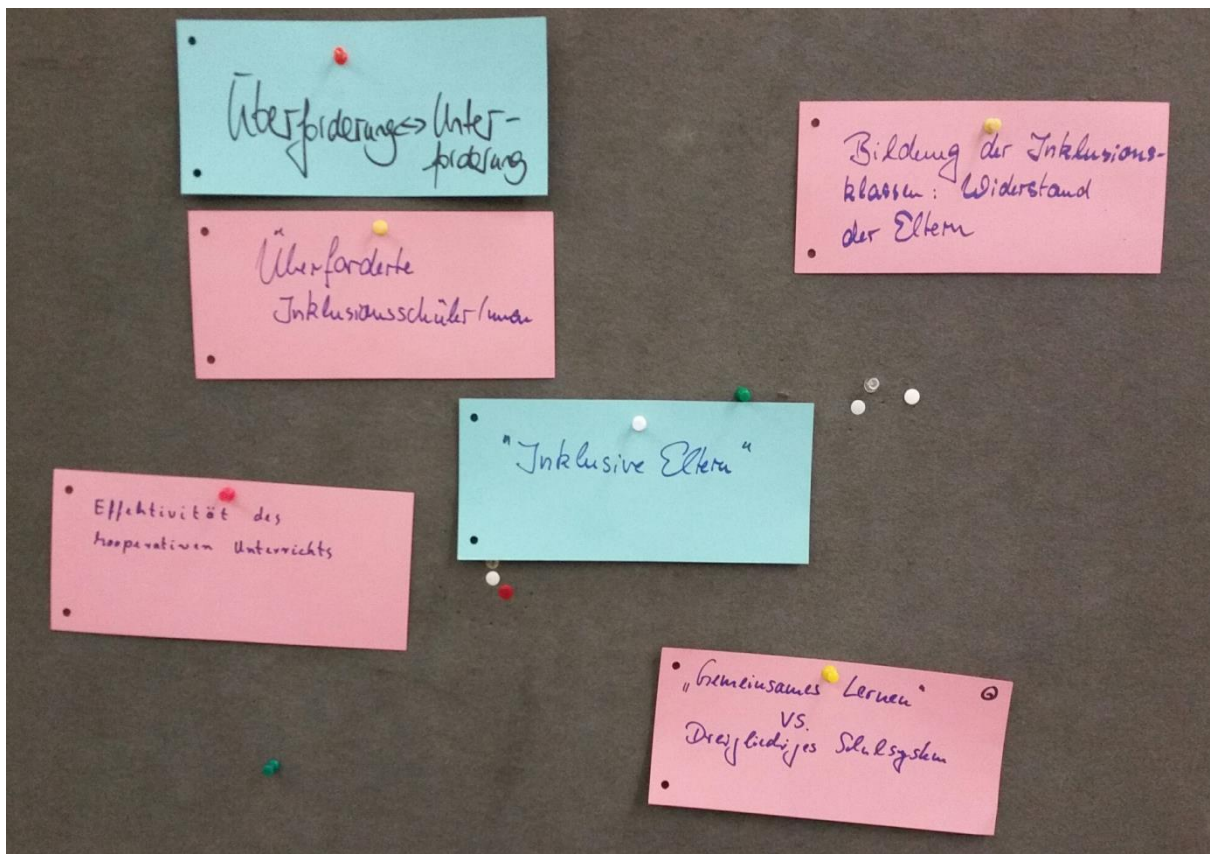 Überforderung <=> Unter-
forderung
Überforderte
Inklusionsschüler/innen
Bildung der Inklusions-
klassen: Widerstand
der Eltern
"Inklusive Eltern"
Effektivität des
kooperativen Unterrichts
„Gemeinsames Lernen"
VS.
Dreigliedriges Schulsystem